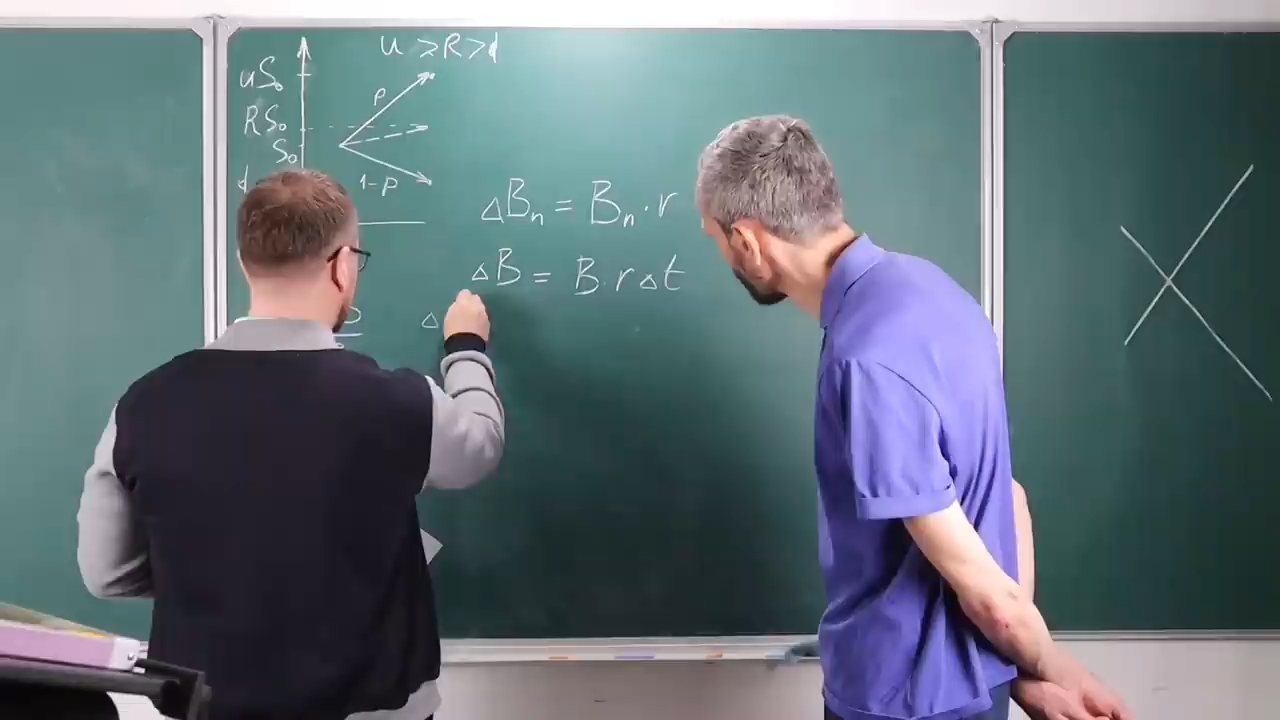 u ≥ R > d
uS₀
p
RS₀
S₀
d
1-p
ΔBₙ = Bₙ · r
ΔB = B · r Δt
Δ